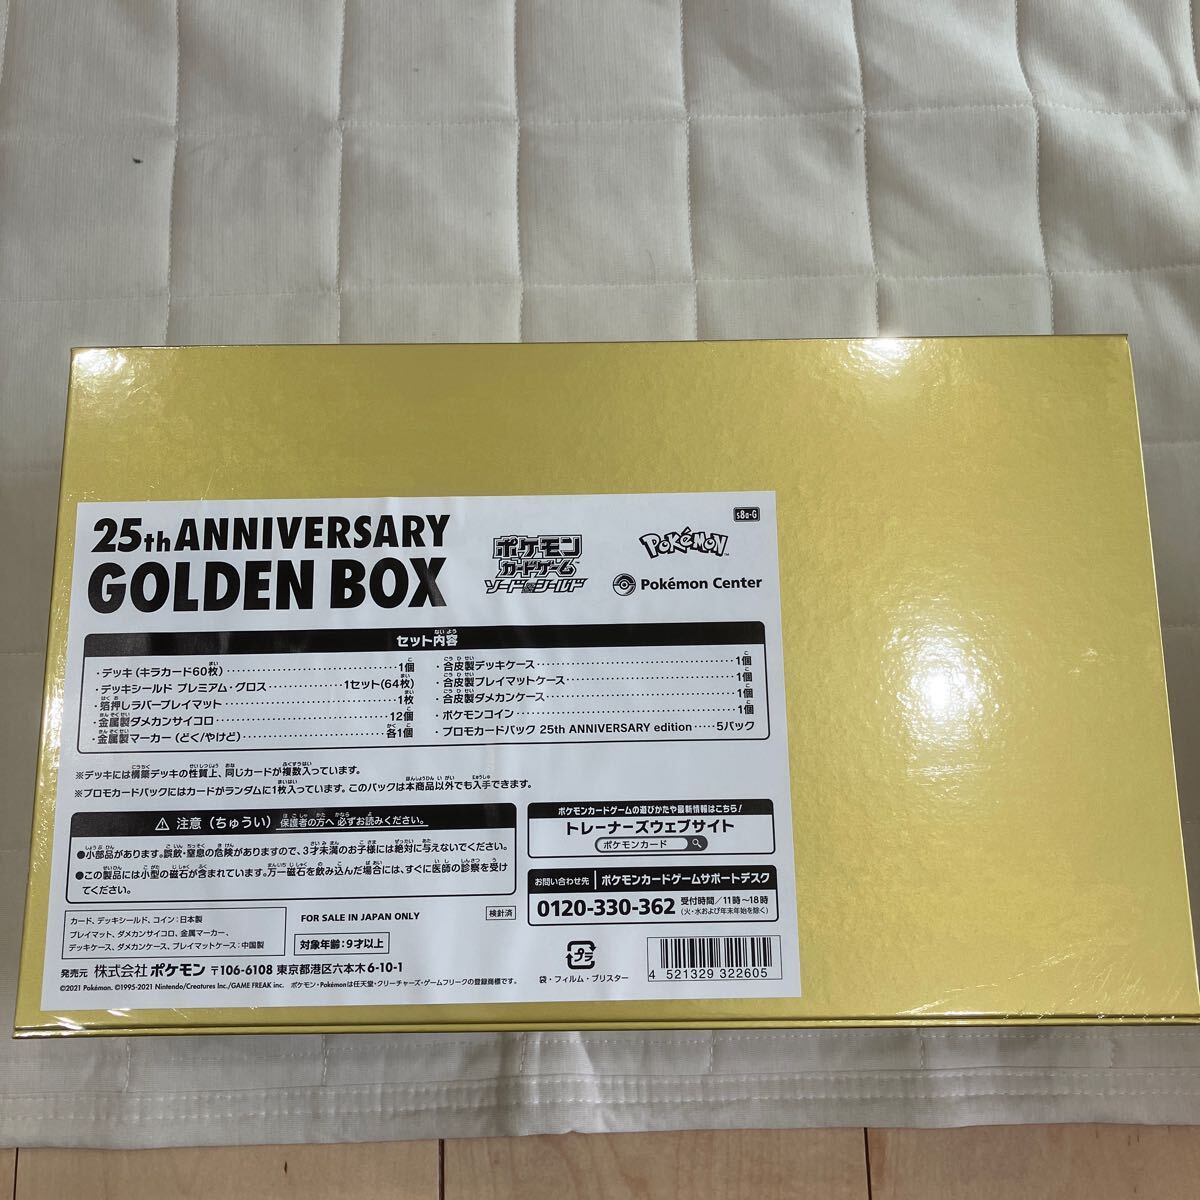 25th ANNIVERSARY
GOLDEN BOX
ポケモン
カードゲーム
ソード&シールド
s8a-G
Pokémon
Pokémon Center
セット内容
・デッキ(キラカード60枚)……1個
・デッキシールド プレミアム・グロス……1セット(64枚)
・箔押しラバープレイマット……1枚
・金属製ダメカンサイコロ……12個
・金属製マーカー(どく/やけど)……各1個
・合皮製デッキケース……1個
・合皮製プレイマットケース……1個
・合皮製ダメカンケース……1個
・ポケモンコイン……1個
・プロモカードパック 25th ANNIVERSARY edition……5パック
※デッキには構築デッキの性質上、同じカードが複数入っています。
※プロモカードパックにはカードがランダムに1枚入っています。このパックは本商品以外でも入手できます。
⚠ 注意(ちゅうい) 保護者の方へ 必ずお読みください。
●小部品があります。誤飲・窒息の危険がありますので、3才未満のお子様には絶対に与えないでください。
●この製品には小型の磁石が含まれています。万一磁石を飲み込んだ場合には、すぐに医師の診察を受け
てください。
カード、デッキシールド、コイン:日本製
プレイマット、ダメカンサイコロ、金属マーカー、
デッキケース、ダメカンケース、プレイマットケース:中国製
FOR SALE IN JAPAN ONLY
検針済
対象年齢:9才以上
発売元 株式会社 ポケモン 〒106-6108 東京都港区六本木6-10-1
©2021 Pokémon. ©1995-2021 Nintendo/Creatures Inc./GAME FREAK inc. ポケモン・Pokémonは任天堂・クリーチャーズ・ゲームフリークの登録商標です。
ポケモンカードゲームの遊びかたや最新情報はこちら!
トレーナーズウェブサイト
ポケモンカード
お問い合わせ先 ポケモンカードゲームサポートデスク
0120-330-362 受付時間/11時~18時
(火・水および年末年始を除く)
プラ
袋・フィルム・ブリスター
4 521329 322605